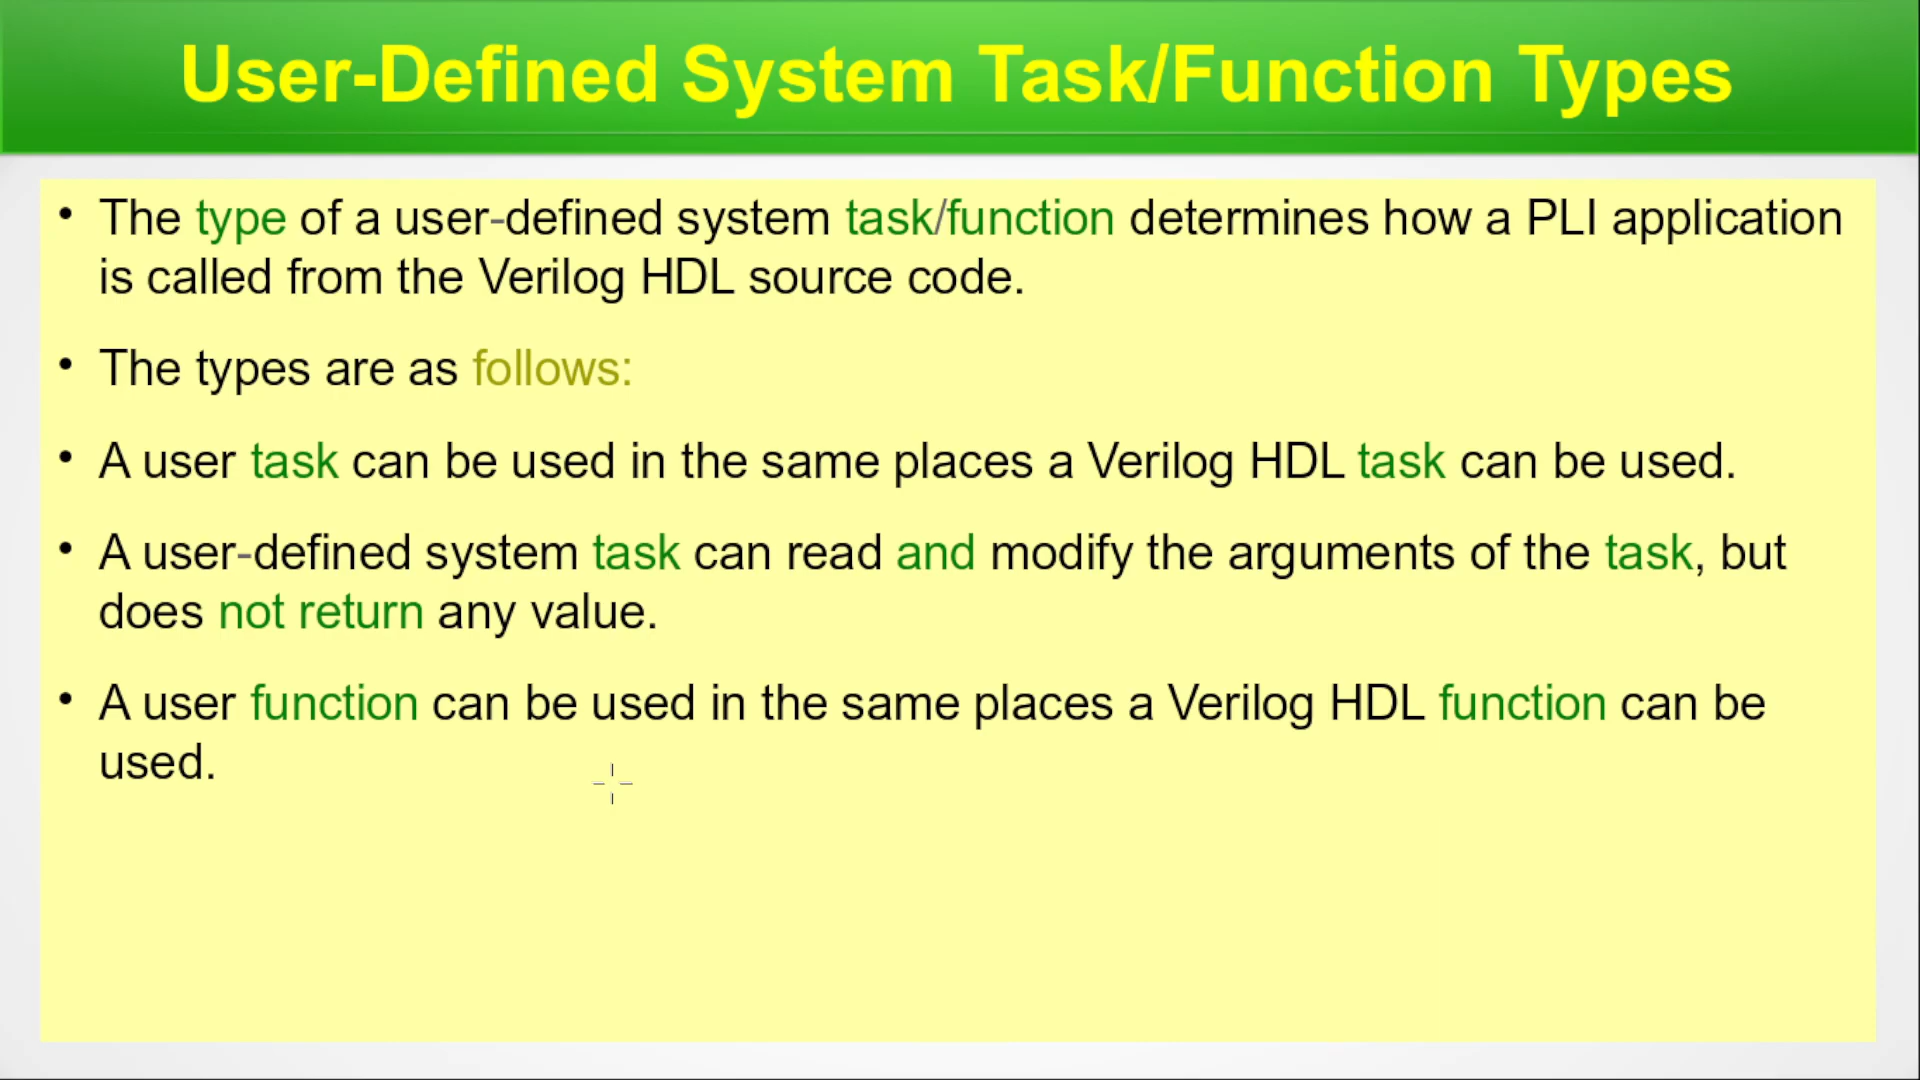 User-Defined System Task/Function Types
• The type of a user-defined system task/function determines how a PLI application
is called from the Verilog HDL source code.
• The types are as follows:
• A user task can be used in the same places a Verilog HDL task can be used.
• A user-defined system task can read and modify the arguments of the task, but
does not return any value.
• A user function can be used in the same places a Verilog HDL function can be
used.